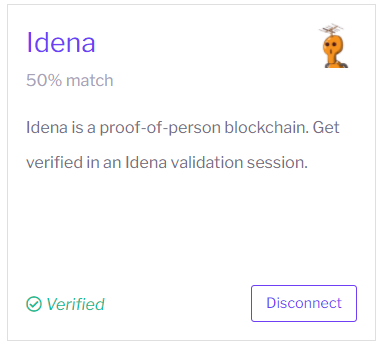 Idena
50% match
Idena is a proof-of-person blockchain. Get
verified in an Idena validation session.
Verified
Disconnect